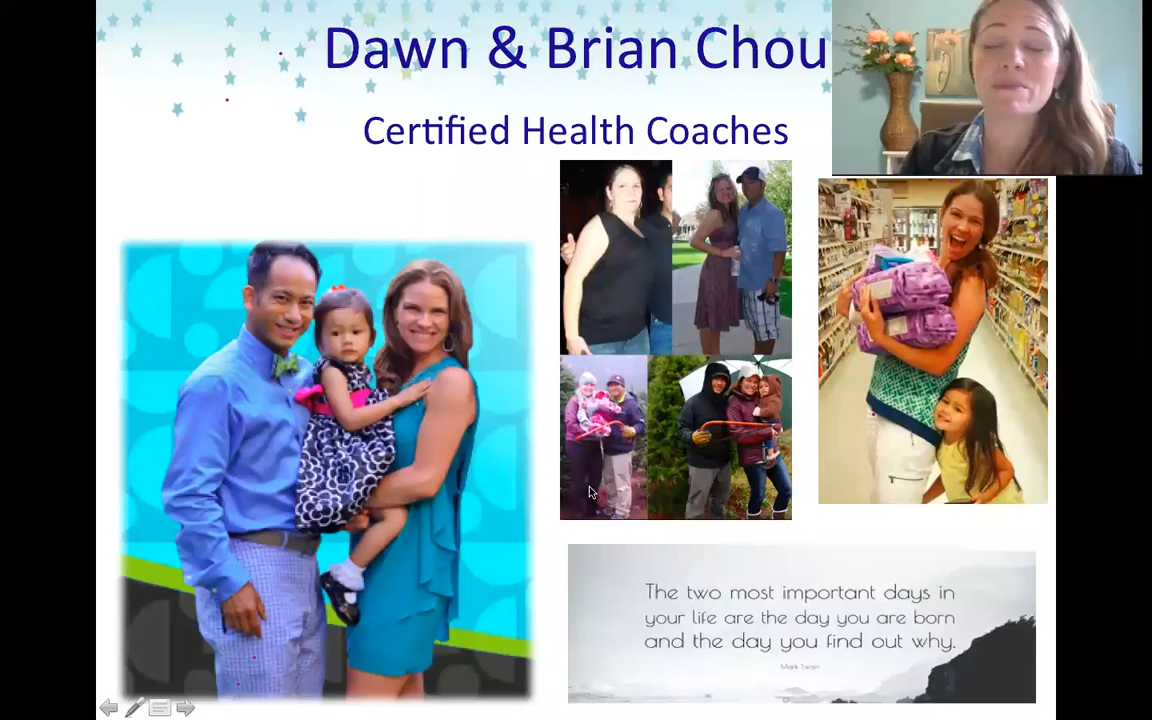 Dawn & Brian Chou
Certified Health Coaches
The two most important days in
your life are the day you are born
and the day you find out why.
Mark Twain